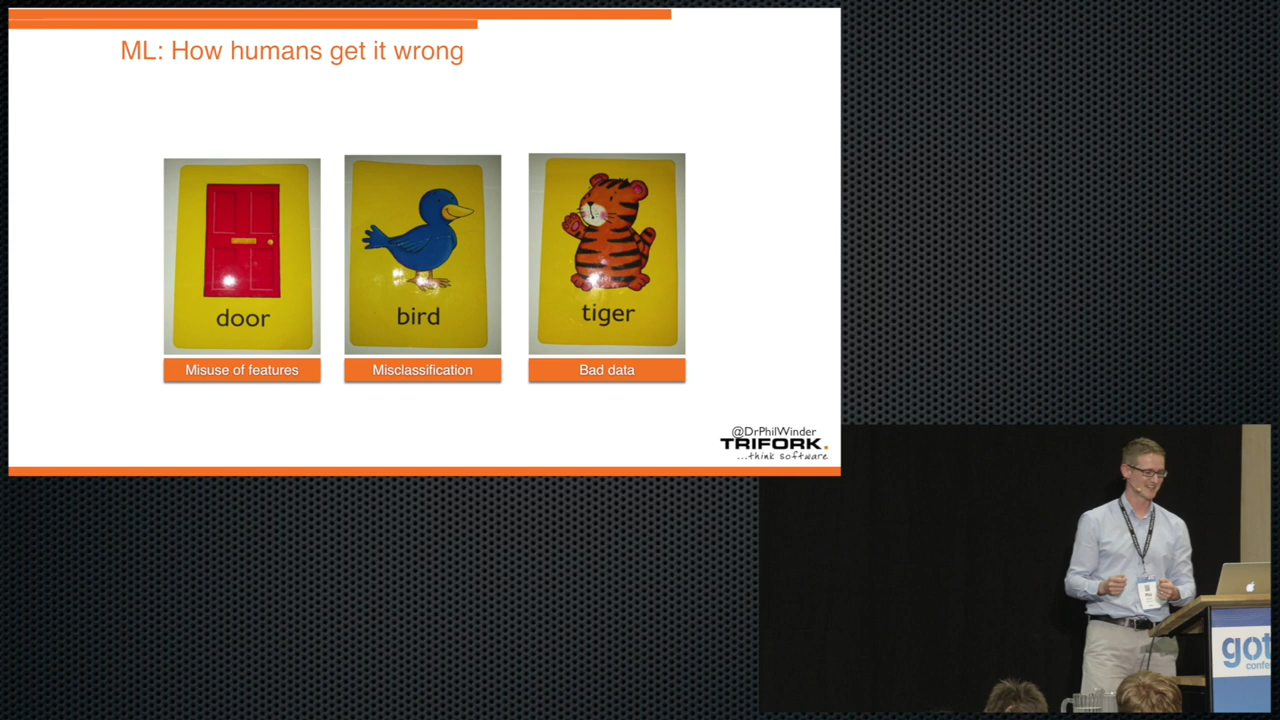 ML: How humans get it wrong
door
bird
tiger
Misuse of features
Misclassification
Bad data
@DrPhilWinder
TRIFORK.
...think software
got
confe